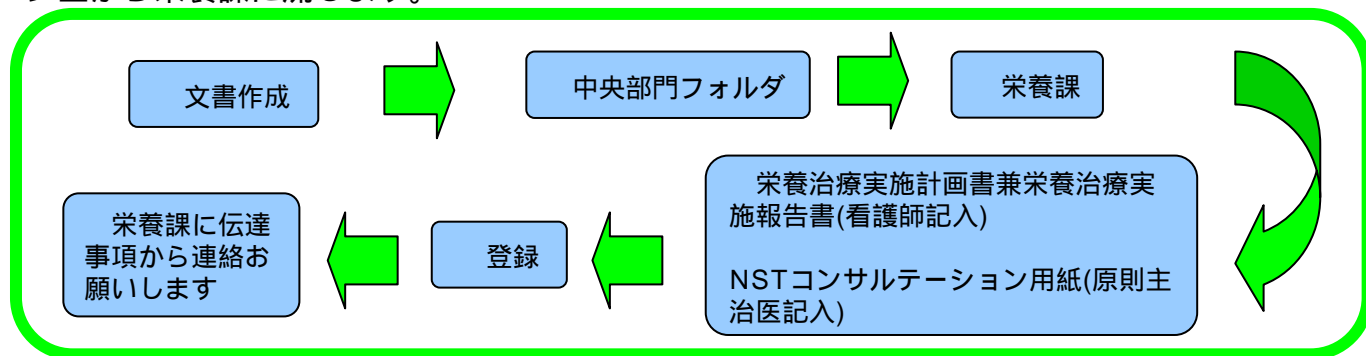 文書作成
中央部門フォルダ
栄養課
栄養治療実施計画書兼栄養治療実
施報告書(看護師記入)
NSTコンサルテーション用紙(原則主
治医記入)
登録
栄養課に伝達
事項から連絡お
願いします